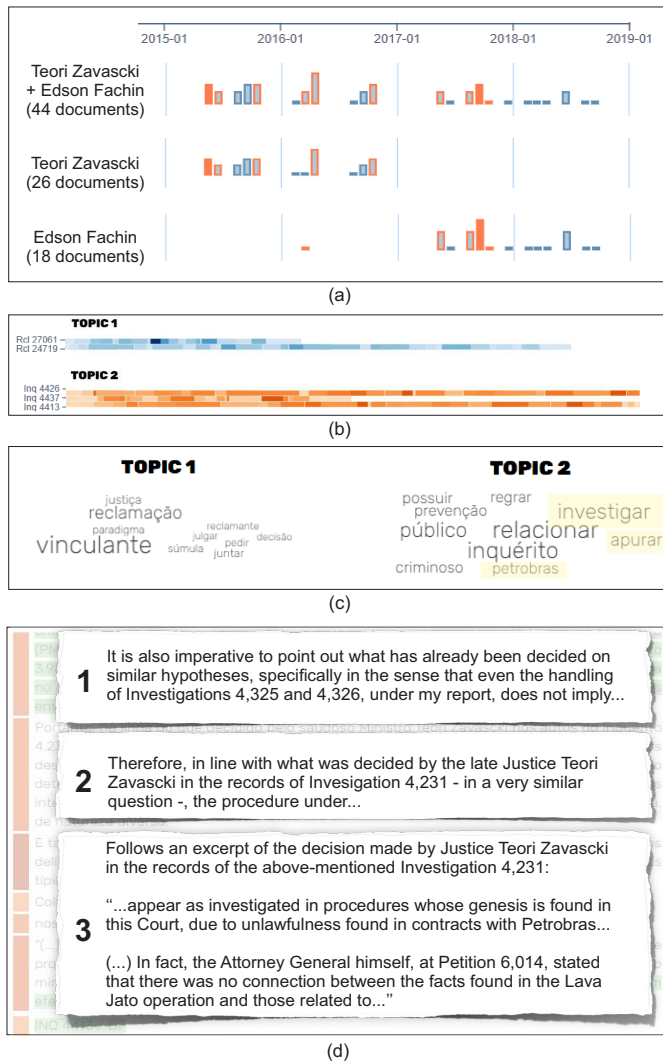 2015-01 2016-01 2017-01 2018-01 2019-01
Teori Zavascki
+ Edson Fachin
(44 documents)
Teori Zavascki
(26 documents)
Edson Fachin
(18 documents)
(a)
TOPIC 1
Rcl 27061
Rcl 24719
TOPIC 2
Inq 4426
Inq 4437
Inq 4413
(b)
TOPIC 1
justiça
reclamação
paradigma
reclamante
vinculante
julgar
decisão
súmula
pedir
juntar
TOPIC 2
possuir
regrar
prevenção
investigar
público
relacionar
apurar
inquérito
criminoso
petrobras
(c)
1
It is also imperative to point out what has already been decided on
similar hypotheses, specifically in the sense that even the handling
of Investigations 4,325 and 4,326, under my report, does not imply...
2
Therefore, in line with what was decided by the late Justice Teori
Zavascki in the records of Invesigation 4,231 - in a very similar
question -, the procedure under...
3
Follows an excerpt of the decision made by Justice Teori Zavascki
in the records of the above-mentioned Investigation 4,231:
“...appear as investigated in procedures whose genesis is found in
this Court, due to unlawfulness found in contracts with Petrobras...
(...) In fact, the Attorney General himself, at Petition 6,014, stated
that there was no connection between the facts found in the Lava
Jato operation and those related to...”
(d)